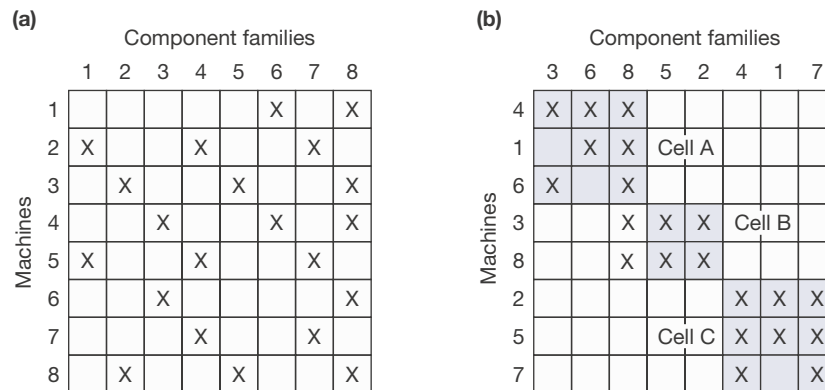 (a)
Component families
1 2 3 4 5 6 7 8
Machines
1 X X
2 X X X
3 X X X
4 X X X
5 X X X
6 X X
7 X X
8 X X X
(b)
Component families
3 6 8 5 2 4 1 7
Machines
4 X X X
1 X X Cell A
6 X X
3 X X X Cell B
8 X X X
2 X X X
5 Cell C X X X
7 X X